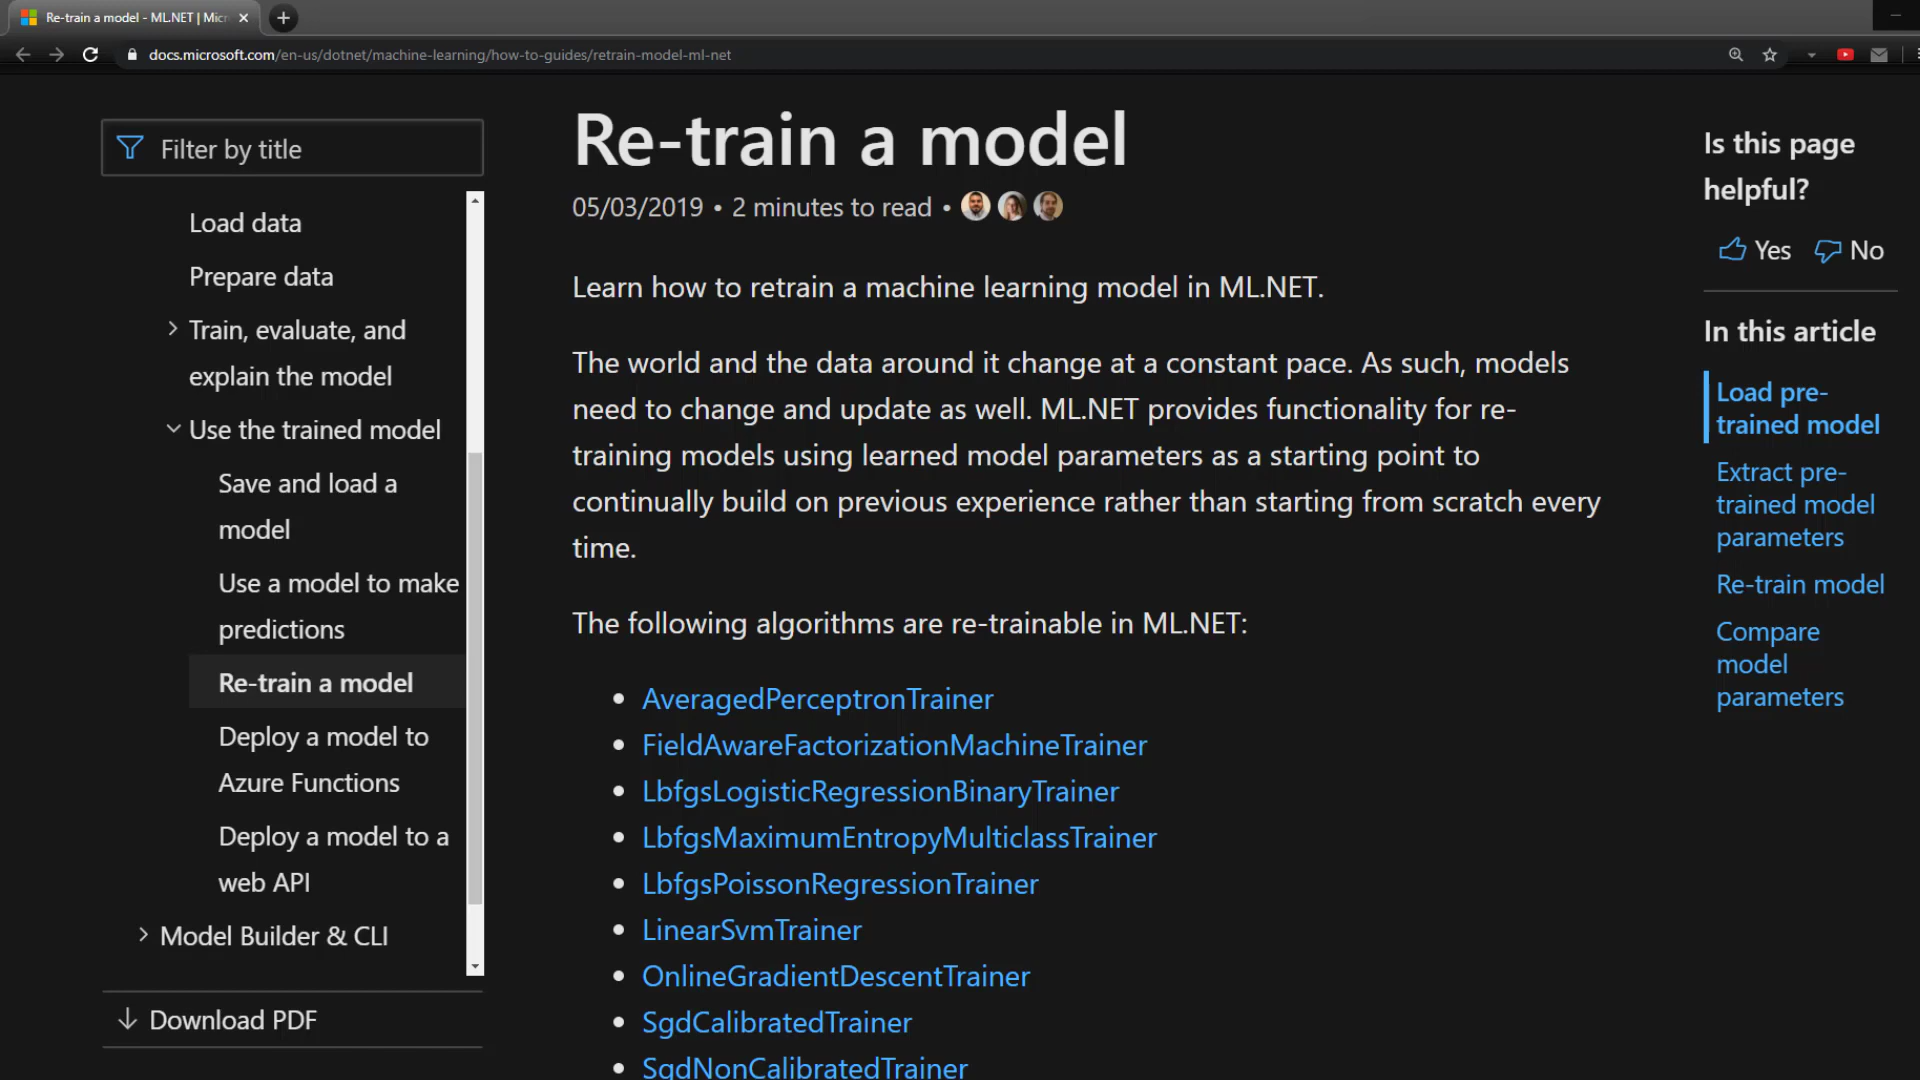 Re-train a model - ML.NET | Micr
docs.microsoft.com/en-us/dotnet/machine-learning/how-to-guides/retrain-model-ml-net
Filter by title
Load data
Prepare data
Train, evaluate, and
explain the model
Use the trained model
Save and load a
model
Use a model to make
predictions
Re-train a model
Deploy a model to
Azure Functions
Deploy a model to a
web API
Model Builder & CLI
Download PDF
Re-train a model
05/03/2019 • 2 minutes to read •
Learn how to retrain a machine learning model in ML.NET.
The world and the data around it change at a constant pace. As such, models
need to change and update as well. ML.NET provides functionality for re-
training models using learned model parameters as a starting point to
continually build on previous experience rather than starting from scratch every
time.
The following algorithms are re-trainable in ML.NET:
• AveragedPerceptronTrainer
• FieldAwareFactorizationMachineTrainer
• LbfgsLogisticRegressionBinaryTrainer
• LbfgsMaximumEntropyMulticlassTrainer
• LbfgsPoissonRegressionTrainer
• LinearSvmTrainer
• OnlineGradientDescentTrainer
• SgdCalibratedTrainer
• SgdNonCalibratedTrainer
Is this page
helpful?
Yes No
In this article
Load pre-
trained model
Extract pre-
trained model
parameters
Re-train model
Compare
model
parameters